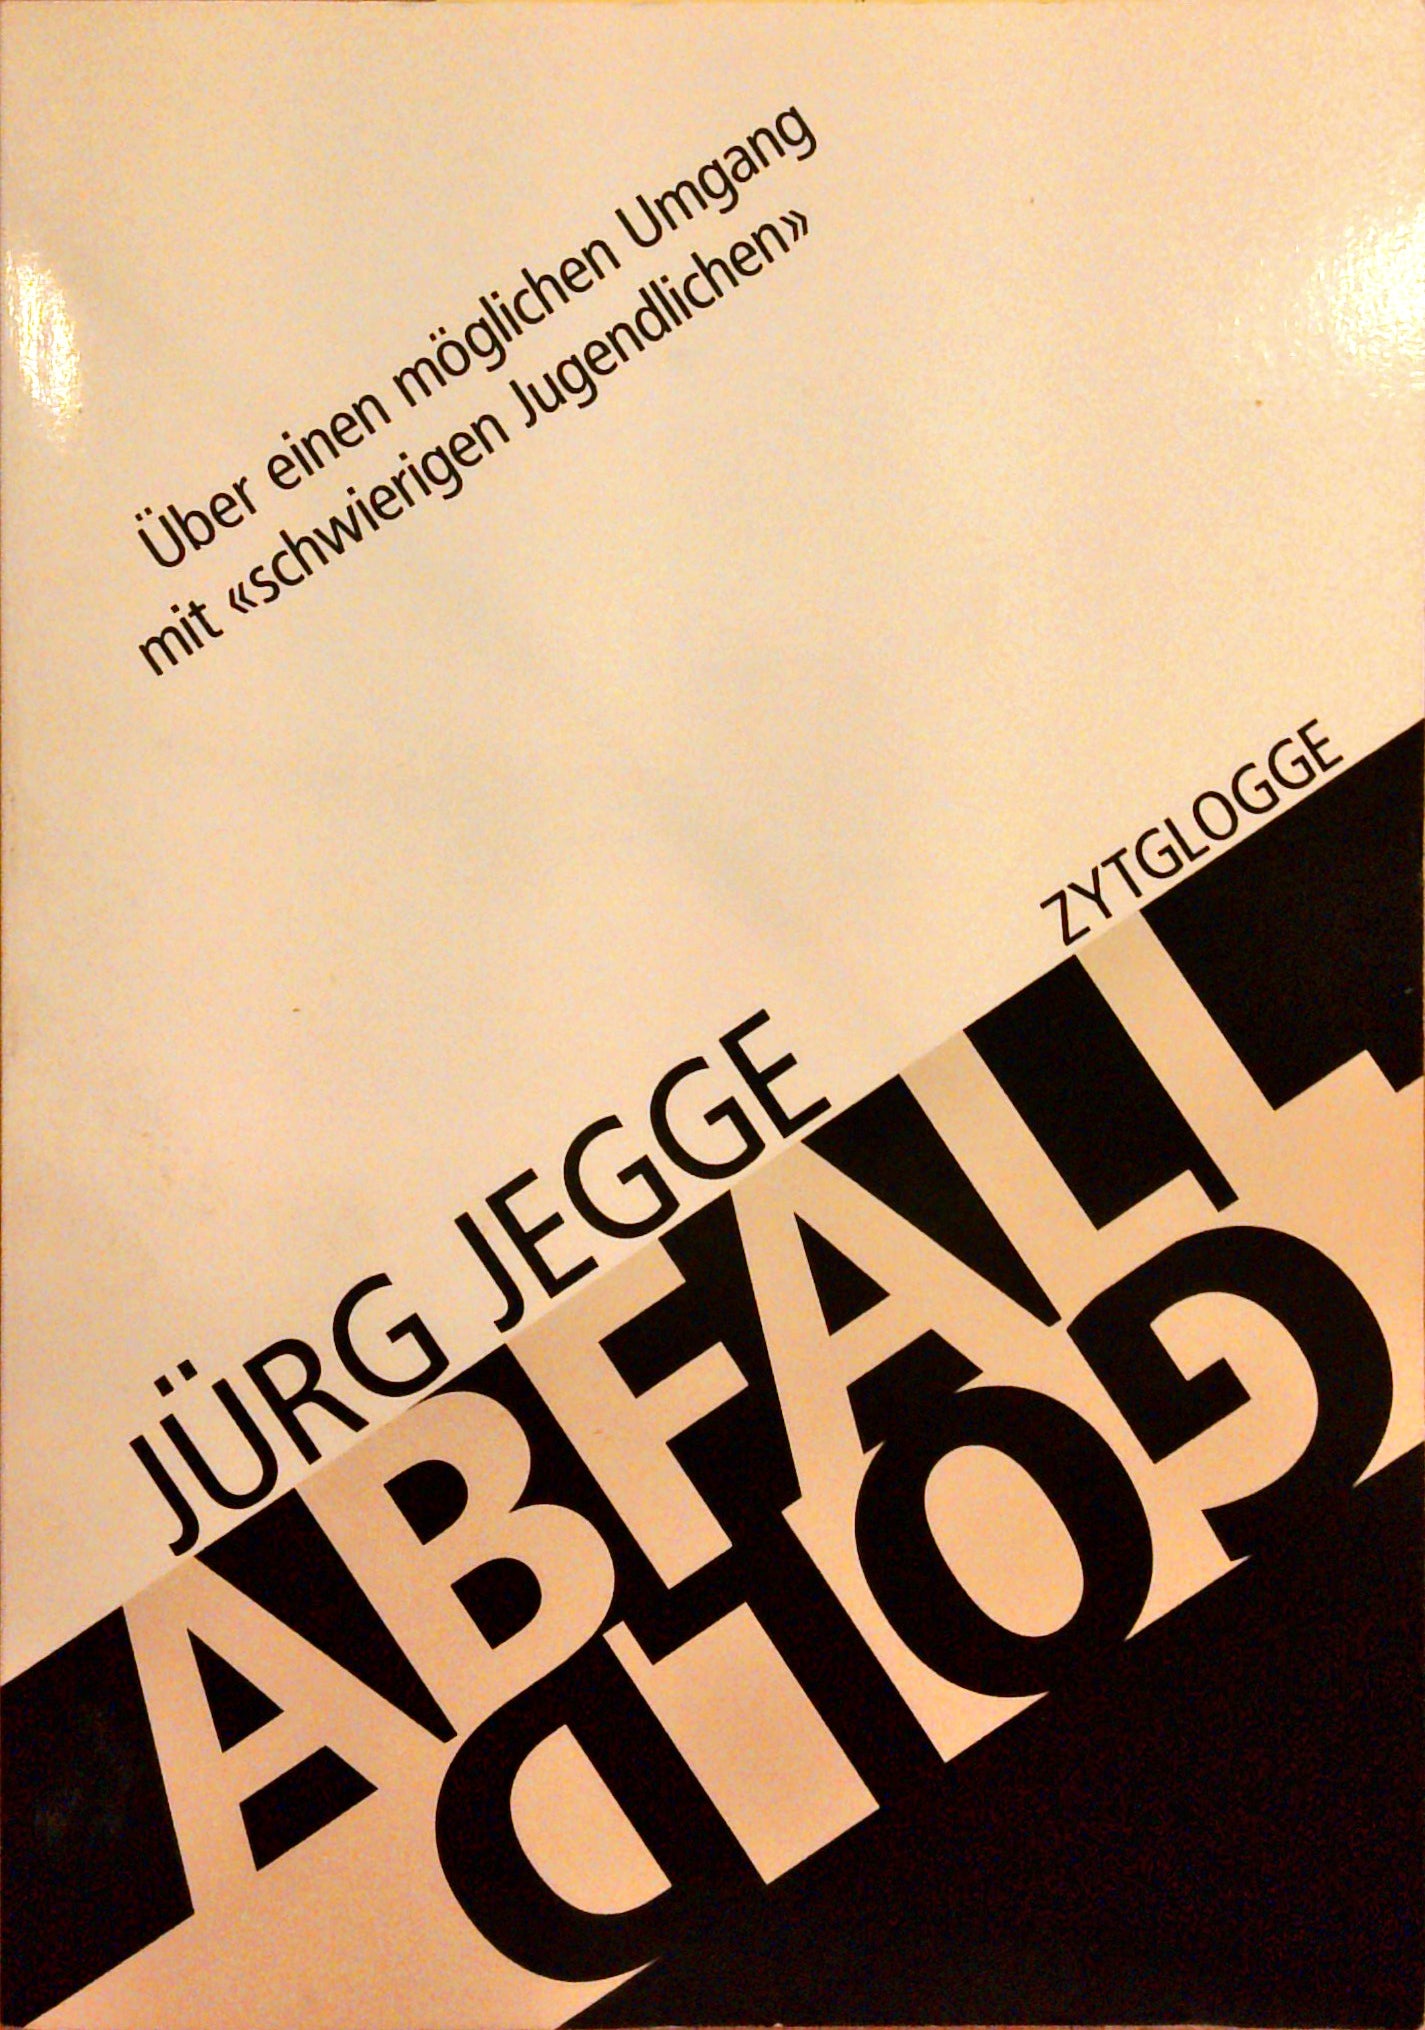 Über einen möglichen Umgang
mit «schwierigen Jugendlichen»
ZYTGLOGGE
JÜRG JEGGE
ABFALL
GOLD